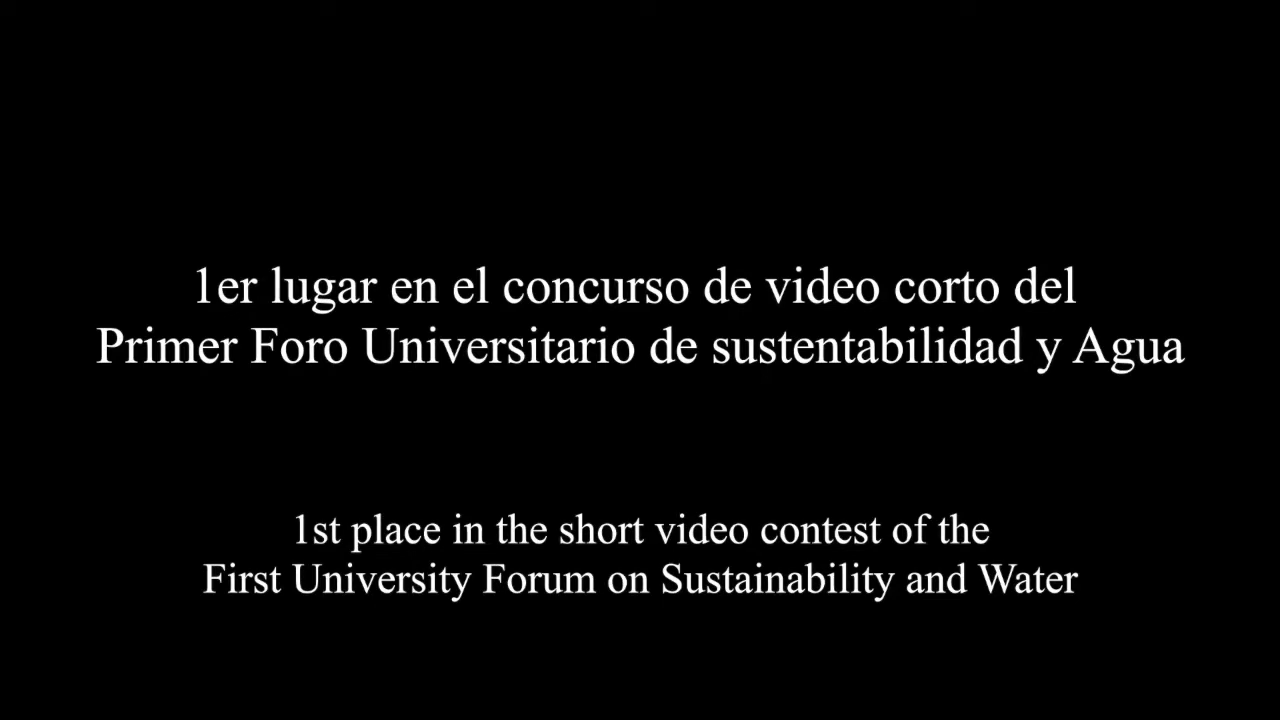 1er lugar en el concurso de video corto del
Primer Foro Universitario de sustentabilidad y Agua
1st place in the short video contest of the
First University Forum on Sustainability and Water